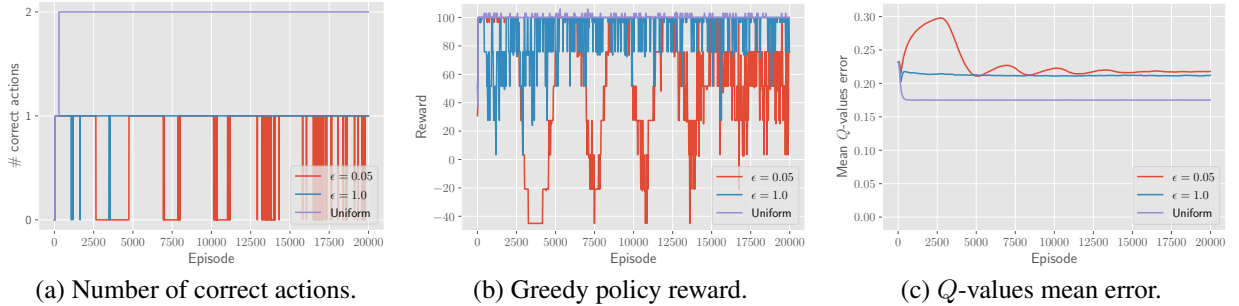 2
1
0
# correct actions
0 2500 5000 7500 10000 12500 15000 17500 20000
Episode
ϵ = 0.05
ϵ = 1.0
Uniform
(a) Number of correct actions.
100
80
60
40
20
0
−20
−40
Reward
0 2500 5000 7500 10000 12500 15000 17500 20000
Episode
ϵ = 0.05
ϵ = 1.0
Uniform
(b) Greedy policy reward.
0.30
0.25
0.20
0.15
0.10
0.05
0.00
Mean Q-values error
0 2500 5000 7500 10000 12500 15000 17500 20000
Episode
ϵ = 0.05
ϵ = 1.0
Uniform
(c) Q-values mean error.